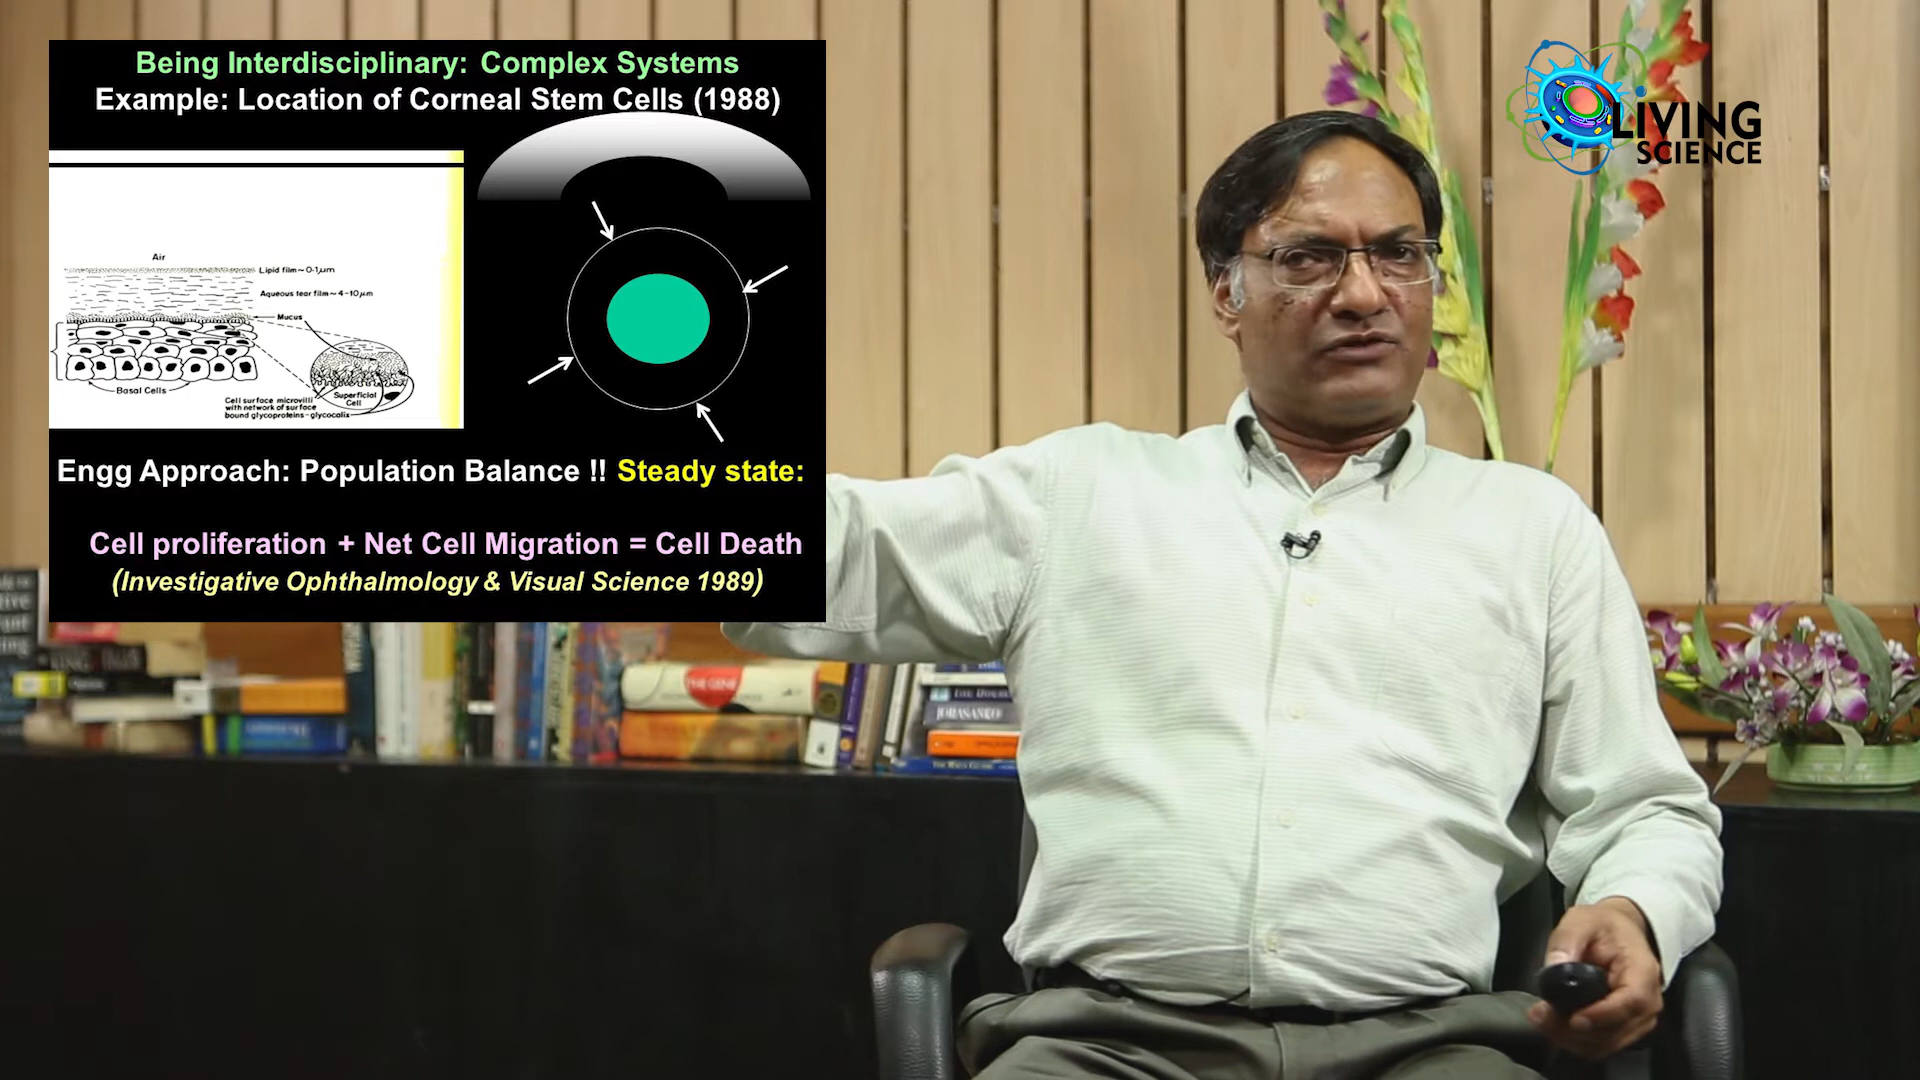 Being Interdisciplinary: Complex Systems
Example: Location of Corneal Stem Cells (1988)
Air
Lipid film ~ 0·1μm
Aqueous tear film ~ 4-10μm
Mucus
Basal Cells
Cell surface microvilli
with network of surface
bound glycoproteins - glycocalix
Superficial
Cell
Engg Approach: Population Balance !! Steady state:
Cell proliferation + Net Cell Migration = Cell Death
(Investigative Ophthalmology & Visual Science 1989)
LIVING
SCIENCE
THE GENE